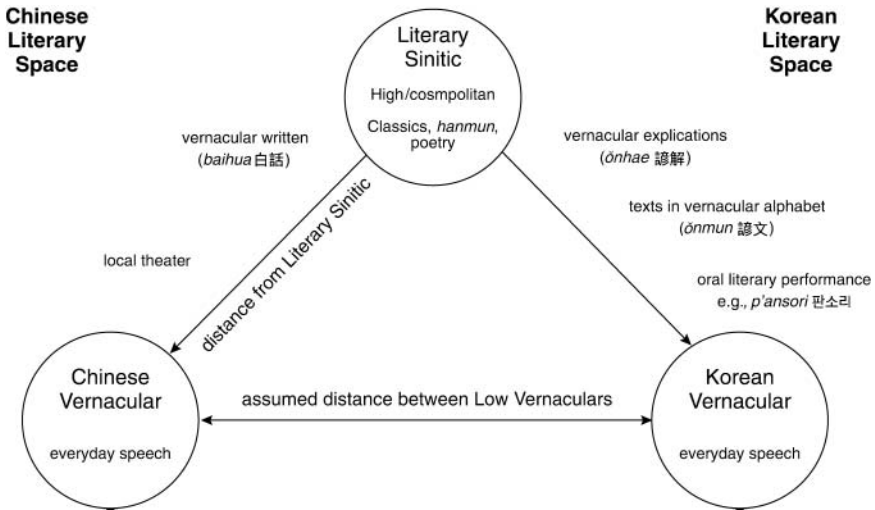 Chinese
Literary
Space
Korean
Literary
Space
Literary
Sinitic
High/cosmpolitan
Classics, hanmun,
poetry
vernacular written
(baihua 白話)
local theater
distance from Literary Sinitic
vernacular explications
(ŏnhae 諺解)
texts in vernacular alphabet
(ŏnmun 諺文)
oral literary performance
e.g., p'ansori 판소리
Chinese
Vernacular
everyday speech
assumed distance between Low Vernaculars
Korean
Vernacular
everyday speech